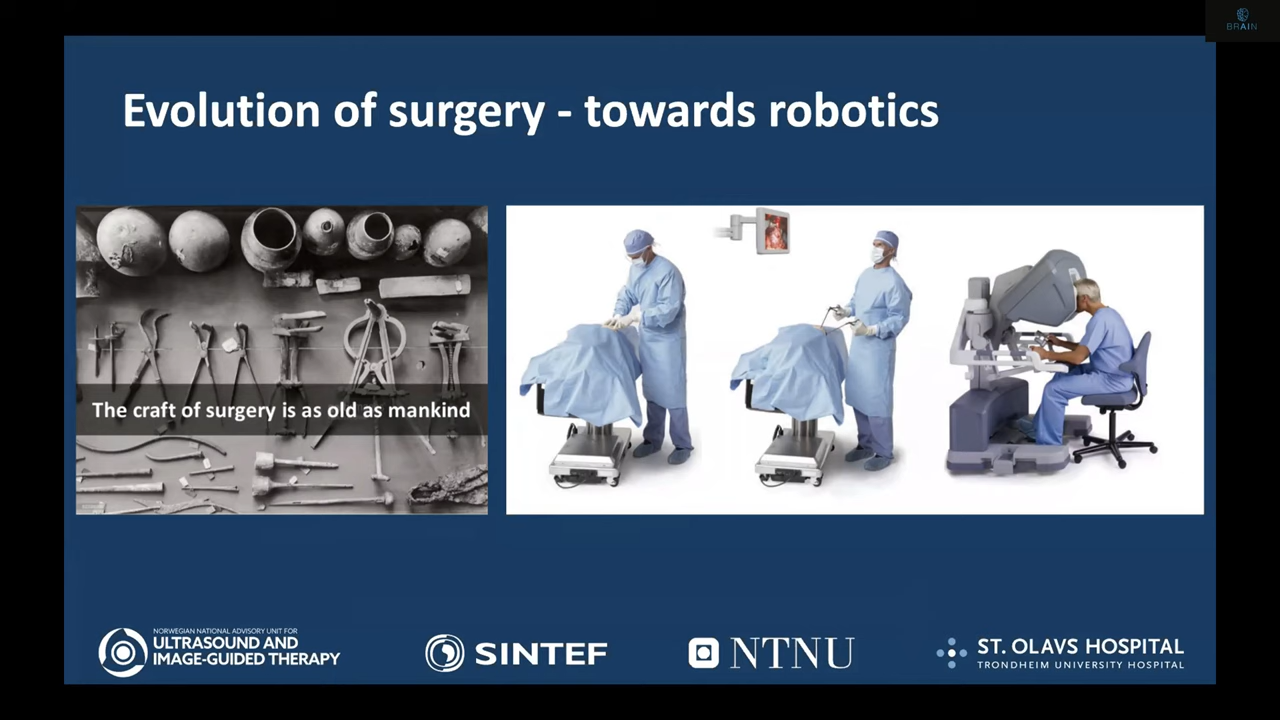 BRAIN
Evolution of surgery - towards robotics
The craft of surgery is as old as mankind
NORWEGIAN NATIONAL ADVISORY UNIT FOR
ULTRASOUND AND
IMAGE-GUIDED THERAPY
SINTEF
NTNU
ST. OLAVS HOSPITAL
TRONDHEIM UNIVERSITY HOSPITAL